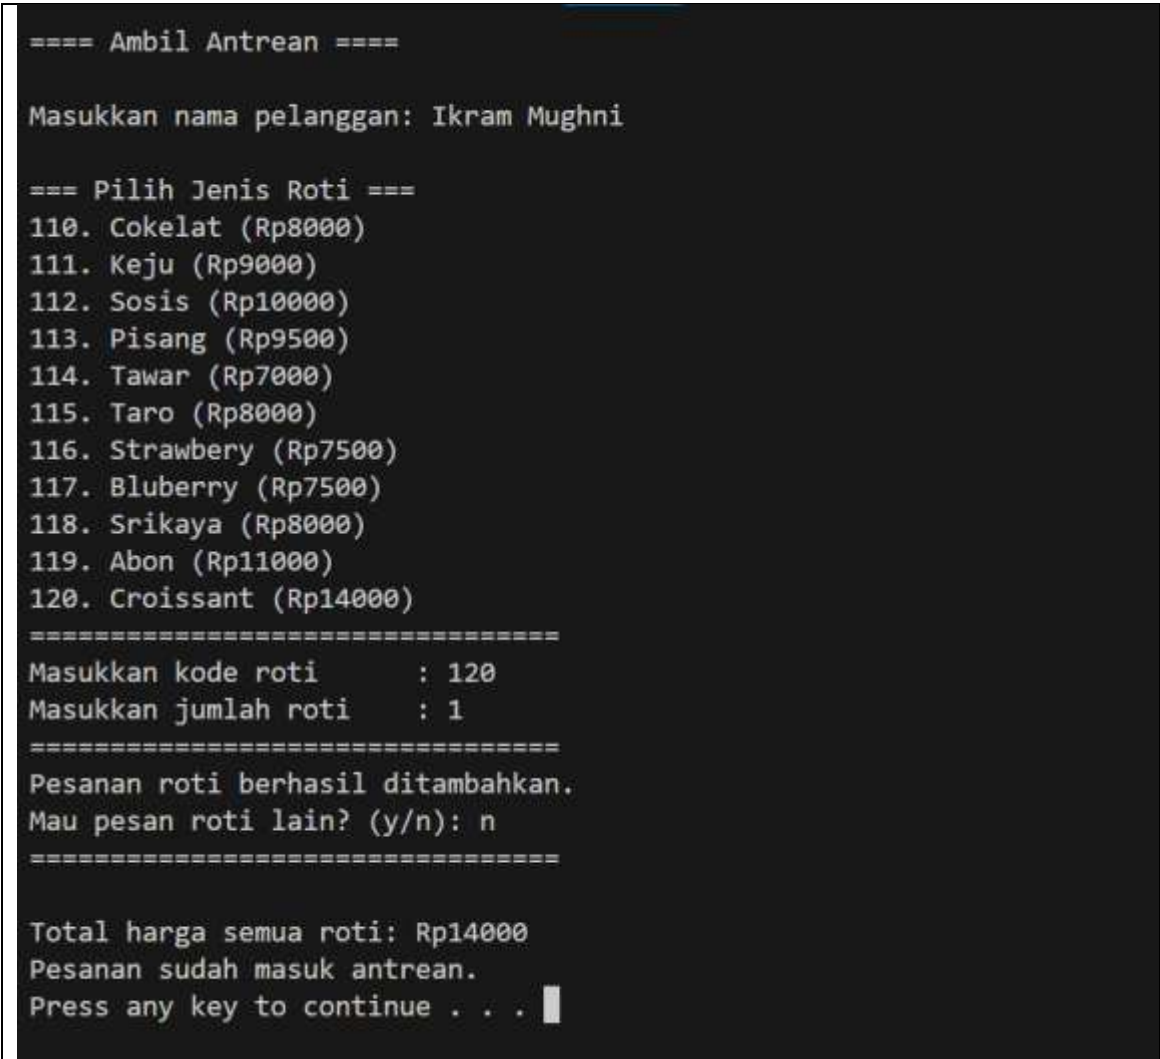 ==== Ambil Antrean ====
Masukkan nama pelanggan: Ikram Mughni
=== Pilih Jenis Roti ===
110. Cokelat (Rp8000)
111. Keju (Rp9000)
112. Sosis (Rp10000)
113. Pisang (Rp9500)
114. Tawar (Rp7000)
115. Taro (Rp8000)
116. Strawbery (Rp7500)
117. Bluberry (Rp7500)
118. Srikaya (Rp8000)
119. Abon (Rp11000)
120. Croissant (Rp14000)
=================================
Masukkan kode roti      : 120
Masukkan jumlah roti    : 1
=================================
Pesanan roti berhasil ditambahkan.
Mau pesan roti lain? (y/n): n
=================================
Total harga semua roti: Rp14000
Pesanan sudah masuk antrean.
Press any key to continue . . .